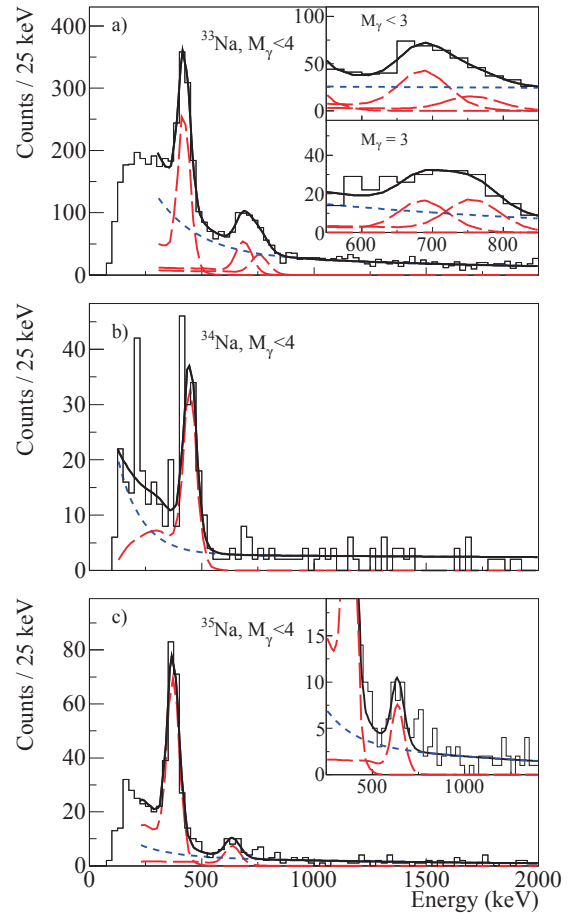 a) ³³Na, Mγ<4
Counts / 25 keV
400
300
200
100
0
Mγ < 3
100
50
0
Mγ = 3
40
20
0
600 700 800
b) ³⁴Na, Mγ<4
Counts / 25 keV
40
30
20
10
0
c) ³⁵Na, Mγ<4
Counts / 25 keV
80
60
40
20
0
15
10
5
0
500 1000
0 500 1000 1500 2000
Energy (keV)